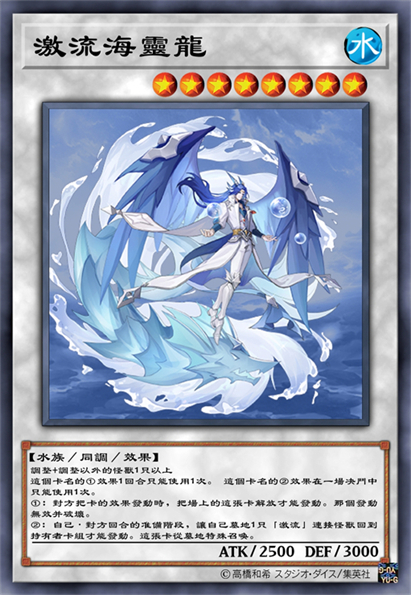 激流海靈龍
水
【水族／同調／效果】
調整+調整以外的怪獸1只以上
這個卡名的①效果1回合只能使用1次。 這個卡名的②效果在一場决鬥中
只能使用1次。
①：對方把卡的效果發動時，把場上的這張卡解放才能發動。那個發動
無效并破壞。
②：自己·對方回合的准備階段，讓自己墓地1只「激流」連接怪獸回到
持有者卡組才能發動。這張卡從墓地特殊召喚。
ATK/2500 DEF/3000
©高橋和希 スタジオ・ダイス/集英社